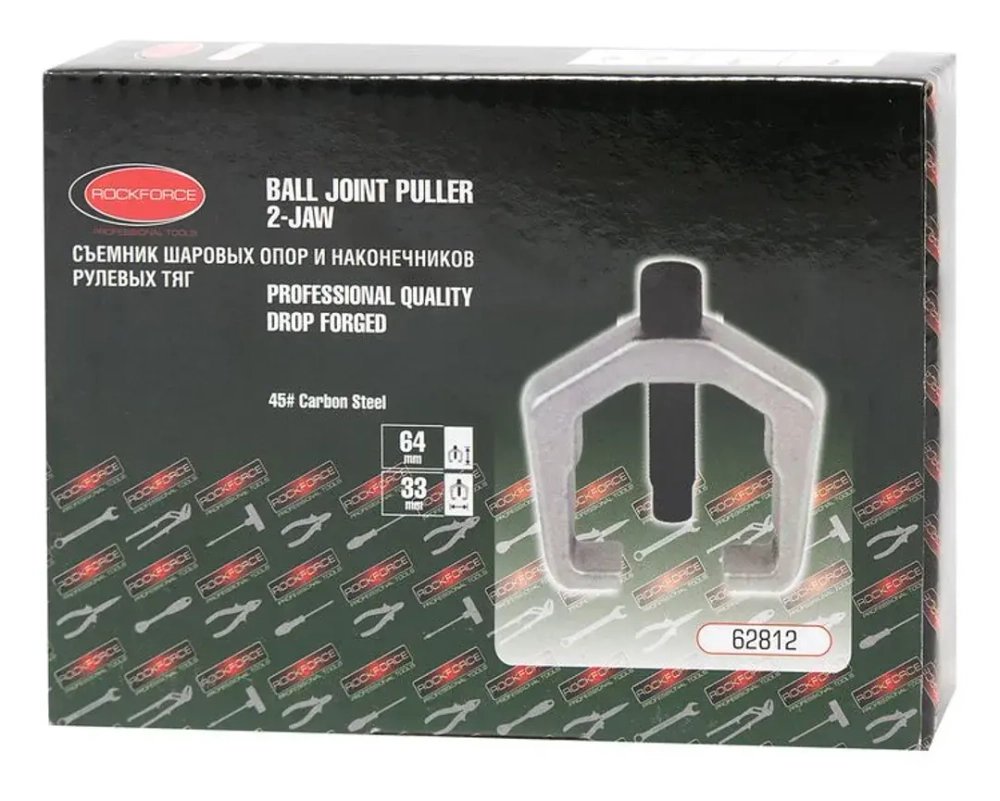 ROCKFORCE
PROFESSIONAL TOOLS
BALL JOINT PULLER
2-JAW
СЪЕМНИК ШАРОВЫХ ОПОР И НАКОНЕЧНИКОВ
РУЛЕВЫХ ТЯГ
PROFESSIONAL QUALITY
DROP FORGED
45# Carbon Steel
64
mm
33
mm
62812